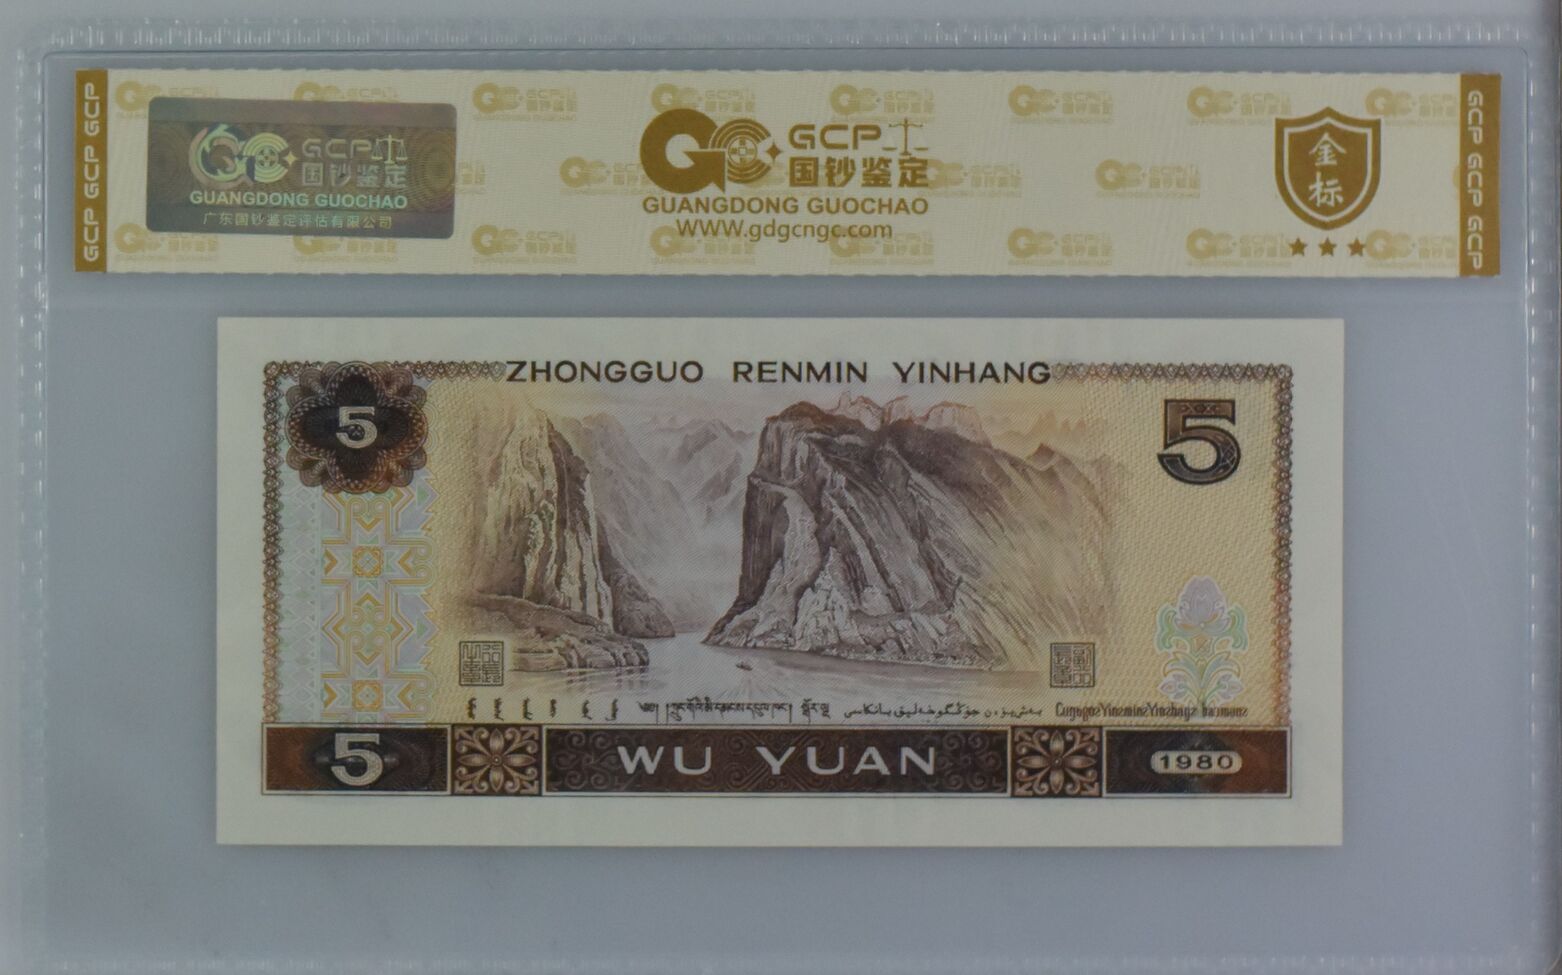 GCP GCP GCP
GCP
国钞鉴定
GUANGDONG GUOCHAO
广东国钞鉴定评估有限公司
GCP
国钞鉴定
GUANGDONG GUOCHAO
WWW.gdgcngc.com
金标
GCP GCP GCP
ZHONGGUO RENMIN YINHANG
5
5
5 WU YUAN 1980